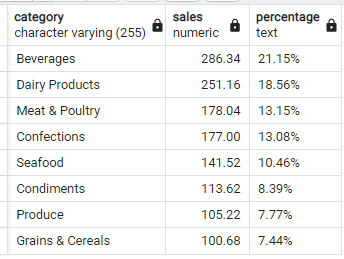 category sales percentage
character varying (255) numeric text
Beverages 286.34 21.15%
Dairy Products 251.16 18.56%
Meat & Poultry 178.04 13.15%
Confections 177.00 13.08%
Seafood 141.52 10.46%
Condiments 113.62 8.39%
Produce 105.22 7.77%
Grains & Cereals 100.68 7.44%